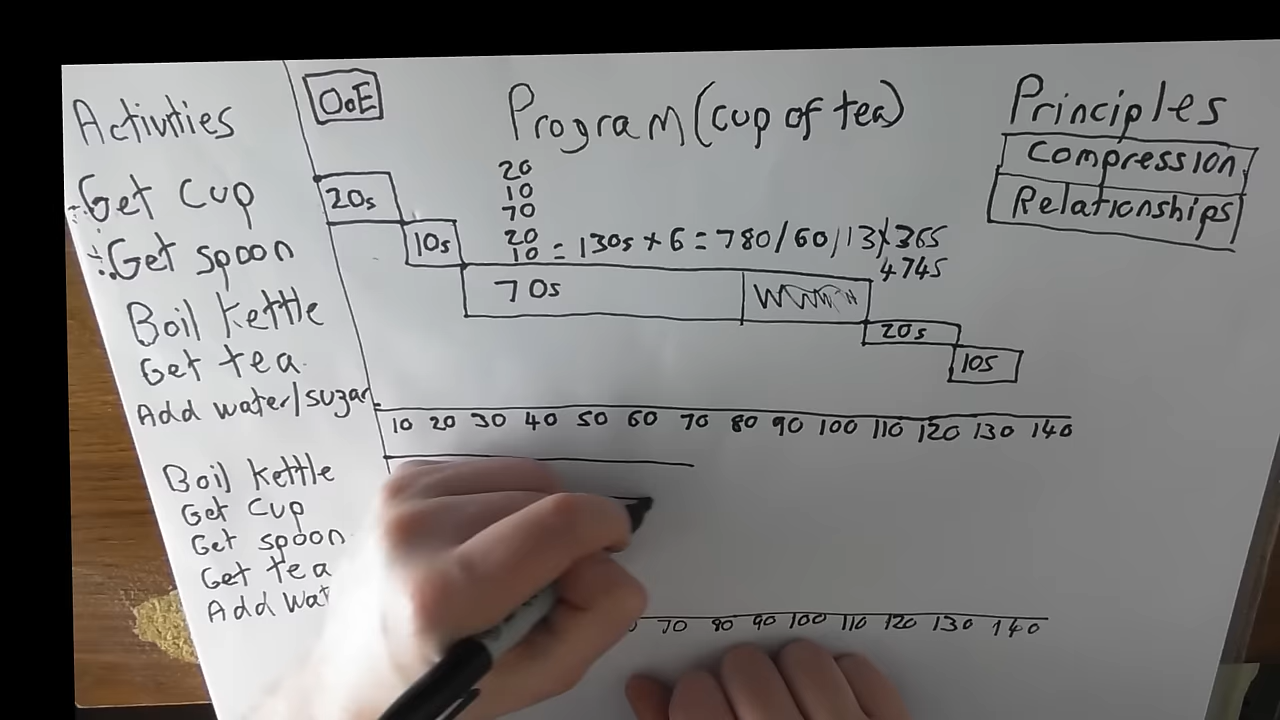 Activties
OoE
Program (cup of tea)
Principles
Compression
Relationships
Get cup
20s
Get spoon
10s
20
10
70
20
10 = 130s × 6 = 780/60/13 × 365
4745
Boil kettle
70s
Get tea
20s
Add water/sugar
10s
10 20 30 40 50 60 70 80 90 100 110 120 130 140
Boil kettle
Get cup
Get spoon
Get tea
Add wat
70 80 90 100 110 120 130 140